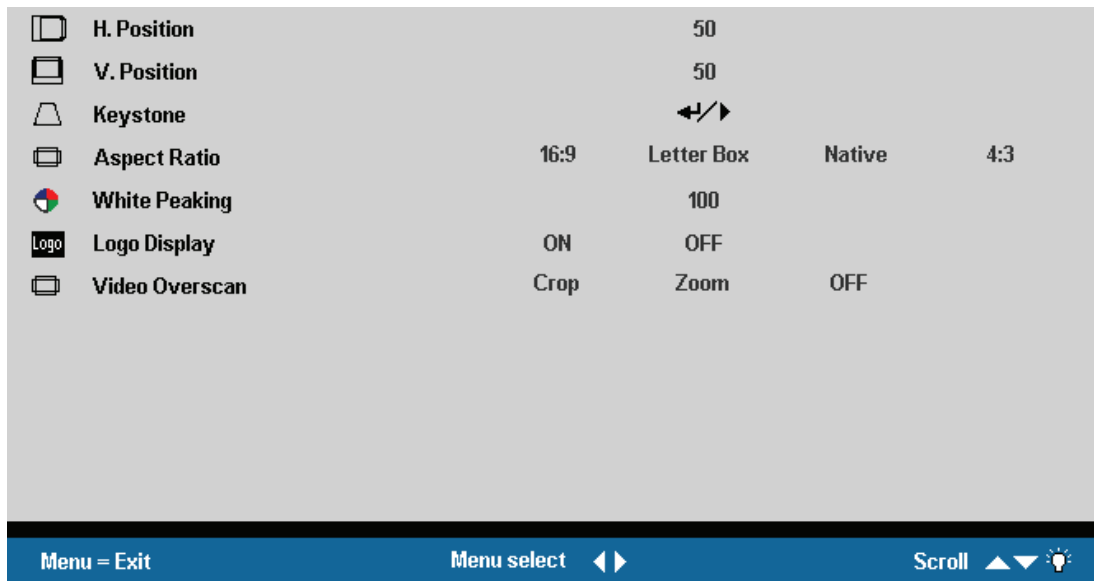 H. Position 50
V. Position 50
Keystone
Aspect Ratio 16:9 Letter Box Native 4:3
White Peaking 100
Logo Logo Display ON OFF
Video Overscan Crop Zoom OFF
Menu = Exit Menu select Scroll